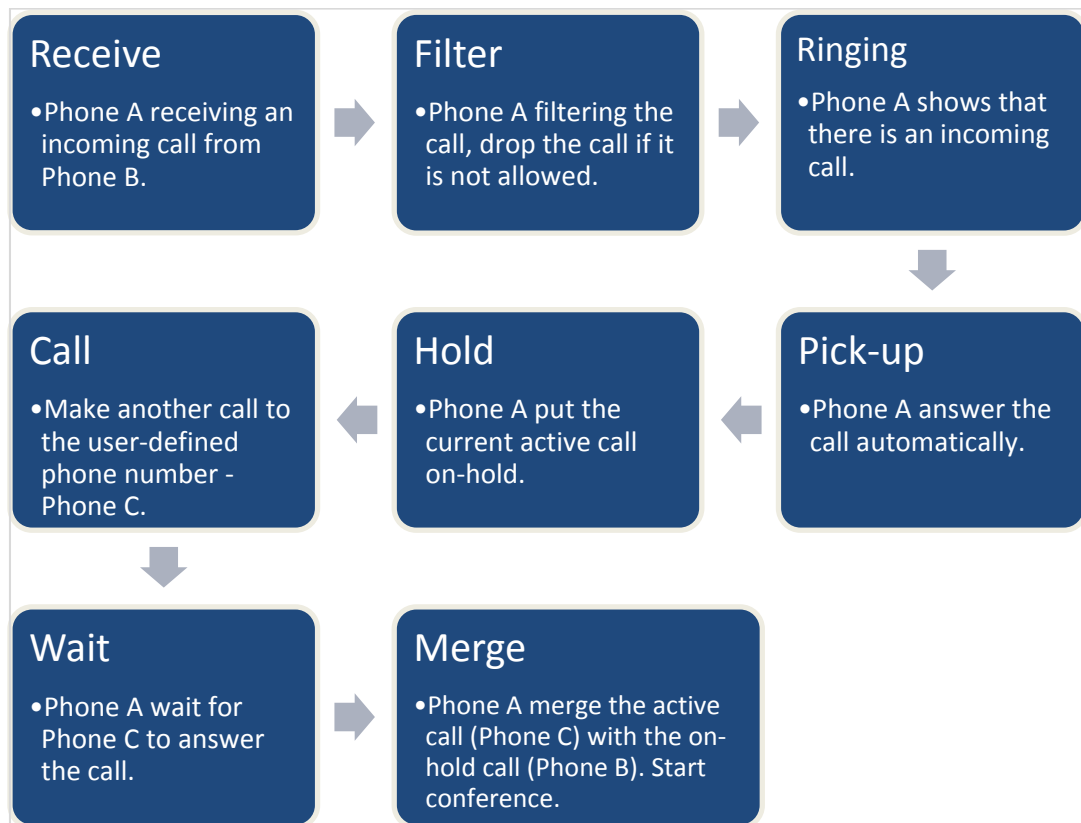 Receive
•Phone A receiving an
incoming call from
Phone B.
Filter
•Phone A filtering the
call, drop the call if it
is not allowed.
Ringing
•Phone A shows that
there is an incoming
call.
Pick-up
•Phone A answer the
call automatically.
Hold
•Phone A put the
current active call
on-hold.
Call
•Make another call to
the user-defined
phone number -
Phone C.
Wait
•Phone A wait for
Phone C to answer
the call.
Merge
•Phone A merge the active
call (Phone C) with the on-
hold call (Phone B). Start
conference.